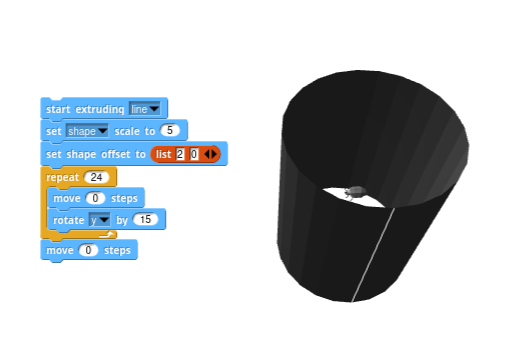 start extruding line
set shape scale to 5
set shape offset to list 2 0
repeat 24
move 0 steps
rotate y by 15
move 0 steps